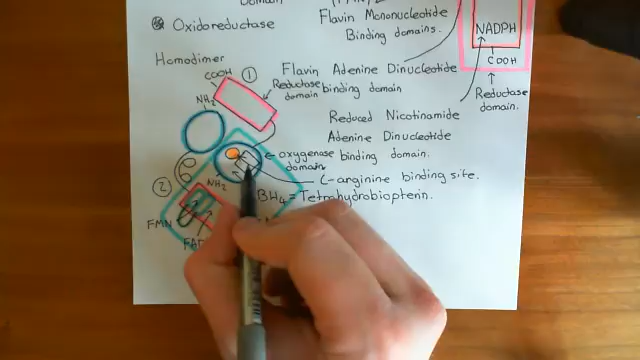 Domain
Oxidoreductase
Flavin Mononucleotide
Binding domains.
NADPH
COOH
Reductase
domain.
Homodimer
COOH
1
Flavin Adenine Dinucleotide
binding domain
Reductase
domain
NH2
Reduced Nicotinamide
Adenine Dinucleotide
binding domain.
oxygenase
domain
L-arginine binding site.
2
NH2
BH4 = Tetrahydrobiopterin.
FMN
FAD